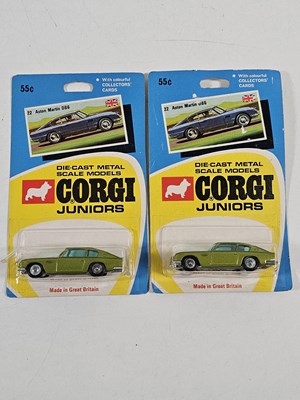 55c
With colourful
COLLECTORS'
CARDS
22 Aston Martin DB6
DIE-CAST METAL
SCALE MODELS
CORGI
JUNIORS
Made in Great Britain
55c
With colourful
COLLECTORS'
CARDS
22 Aston Martin DB6
DIE-CAST METAL
SCALE MODELS
CORGI
JUNIORS
Made in Great Britain